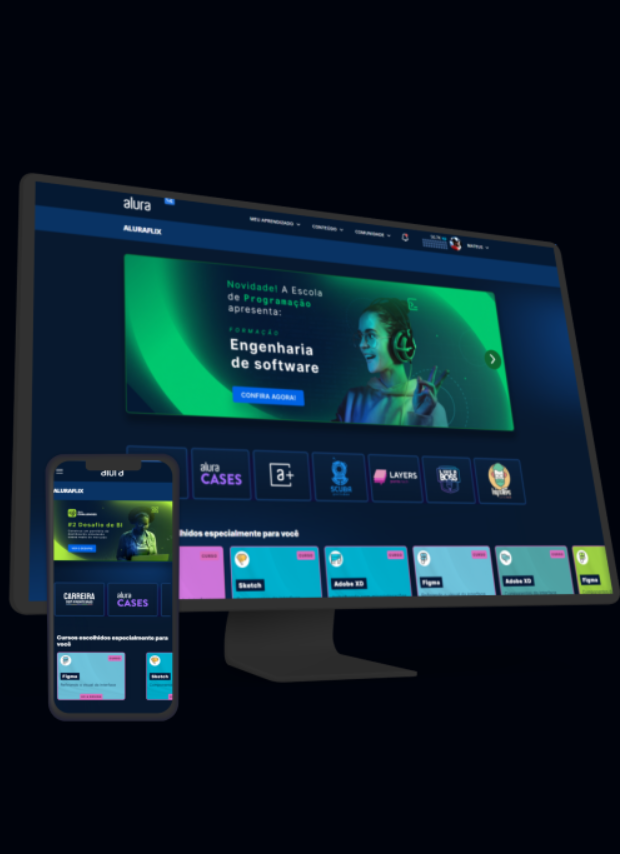 alura
MEU APRENDIZADO
CONTEÚDO
COMUNIDADE
ALURAFLIX
Novidade! A Escola
de Programação
apresenta:
FORMAÇÃO
Engenharia
de software
CONFIRA AGORA!
alura
CASES
a+
SCUBA
LAYERS
lhidos especialmente para você
Sketch
Adobe XD
Figma
Adobe XD
Figma
alura
ALURAFLIX
#2 Desafio de BI
CARREIRA
alura
CASES
Cursos escolhidos especialmente para
você
Figma
Sketch